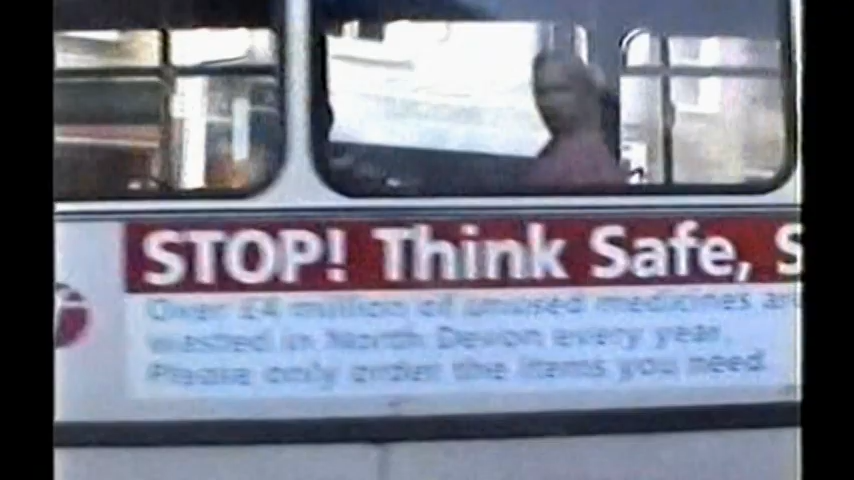 STOP! Think Safe, S
Over £4 million of unused medicines are
wasted in North Devon every year.
Please only order the items you need